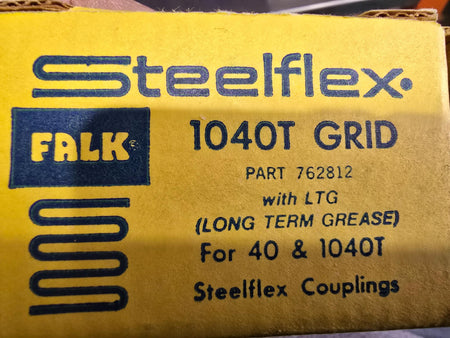 Steelflex.
FALK
1040T GRID
PART 762812
with LTG
(LONG TERM GREASE)
For 40 & 1040T
Steelflex Couplings